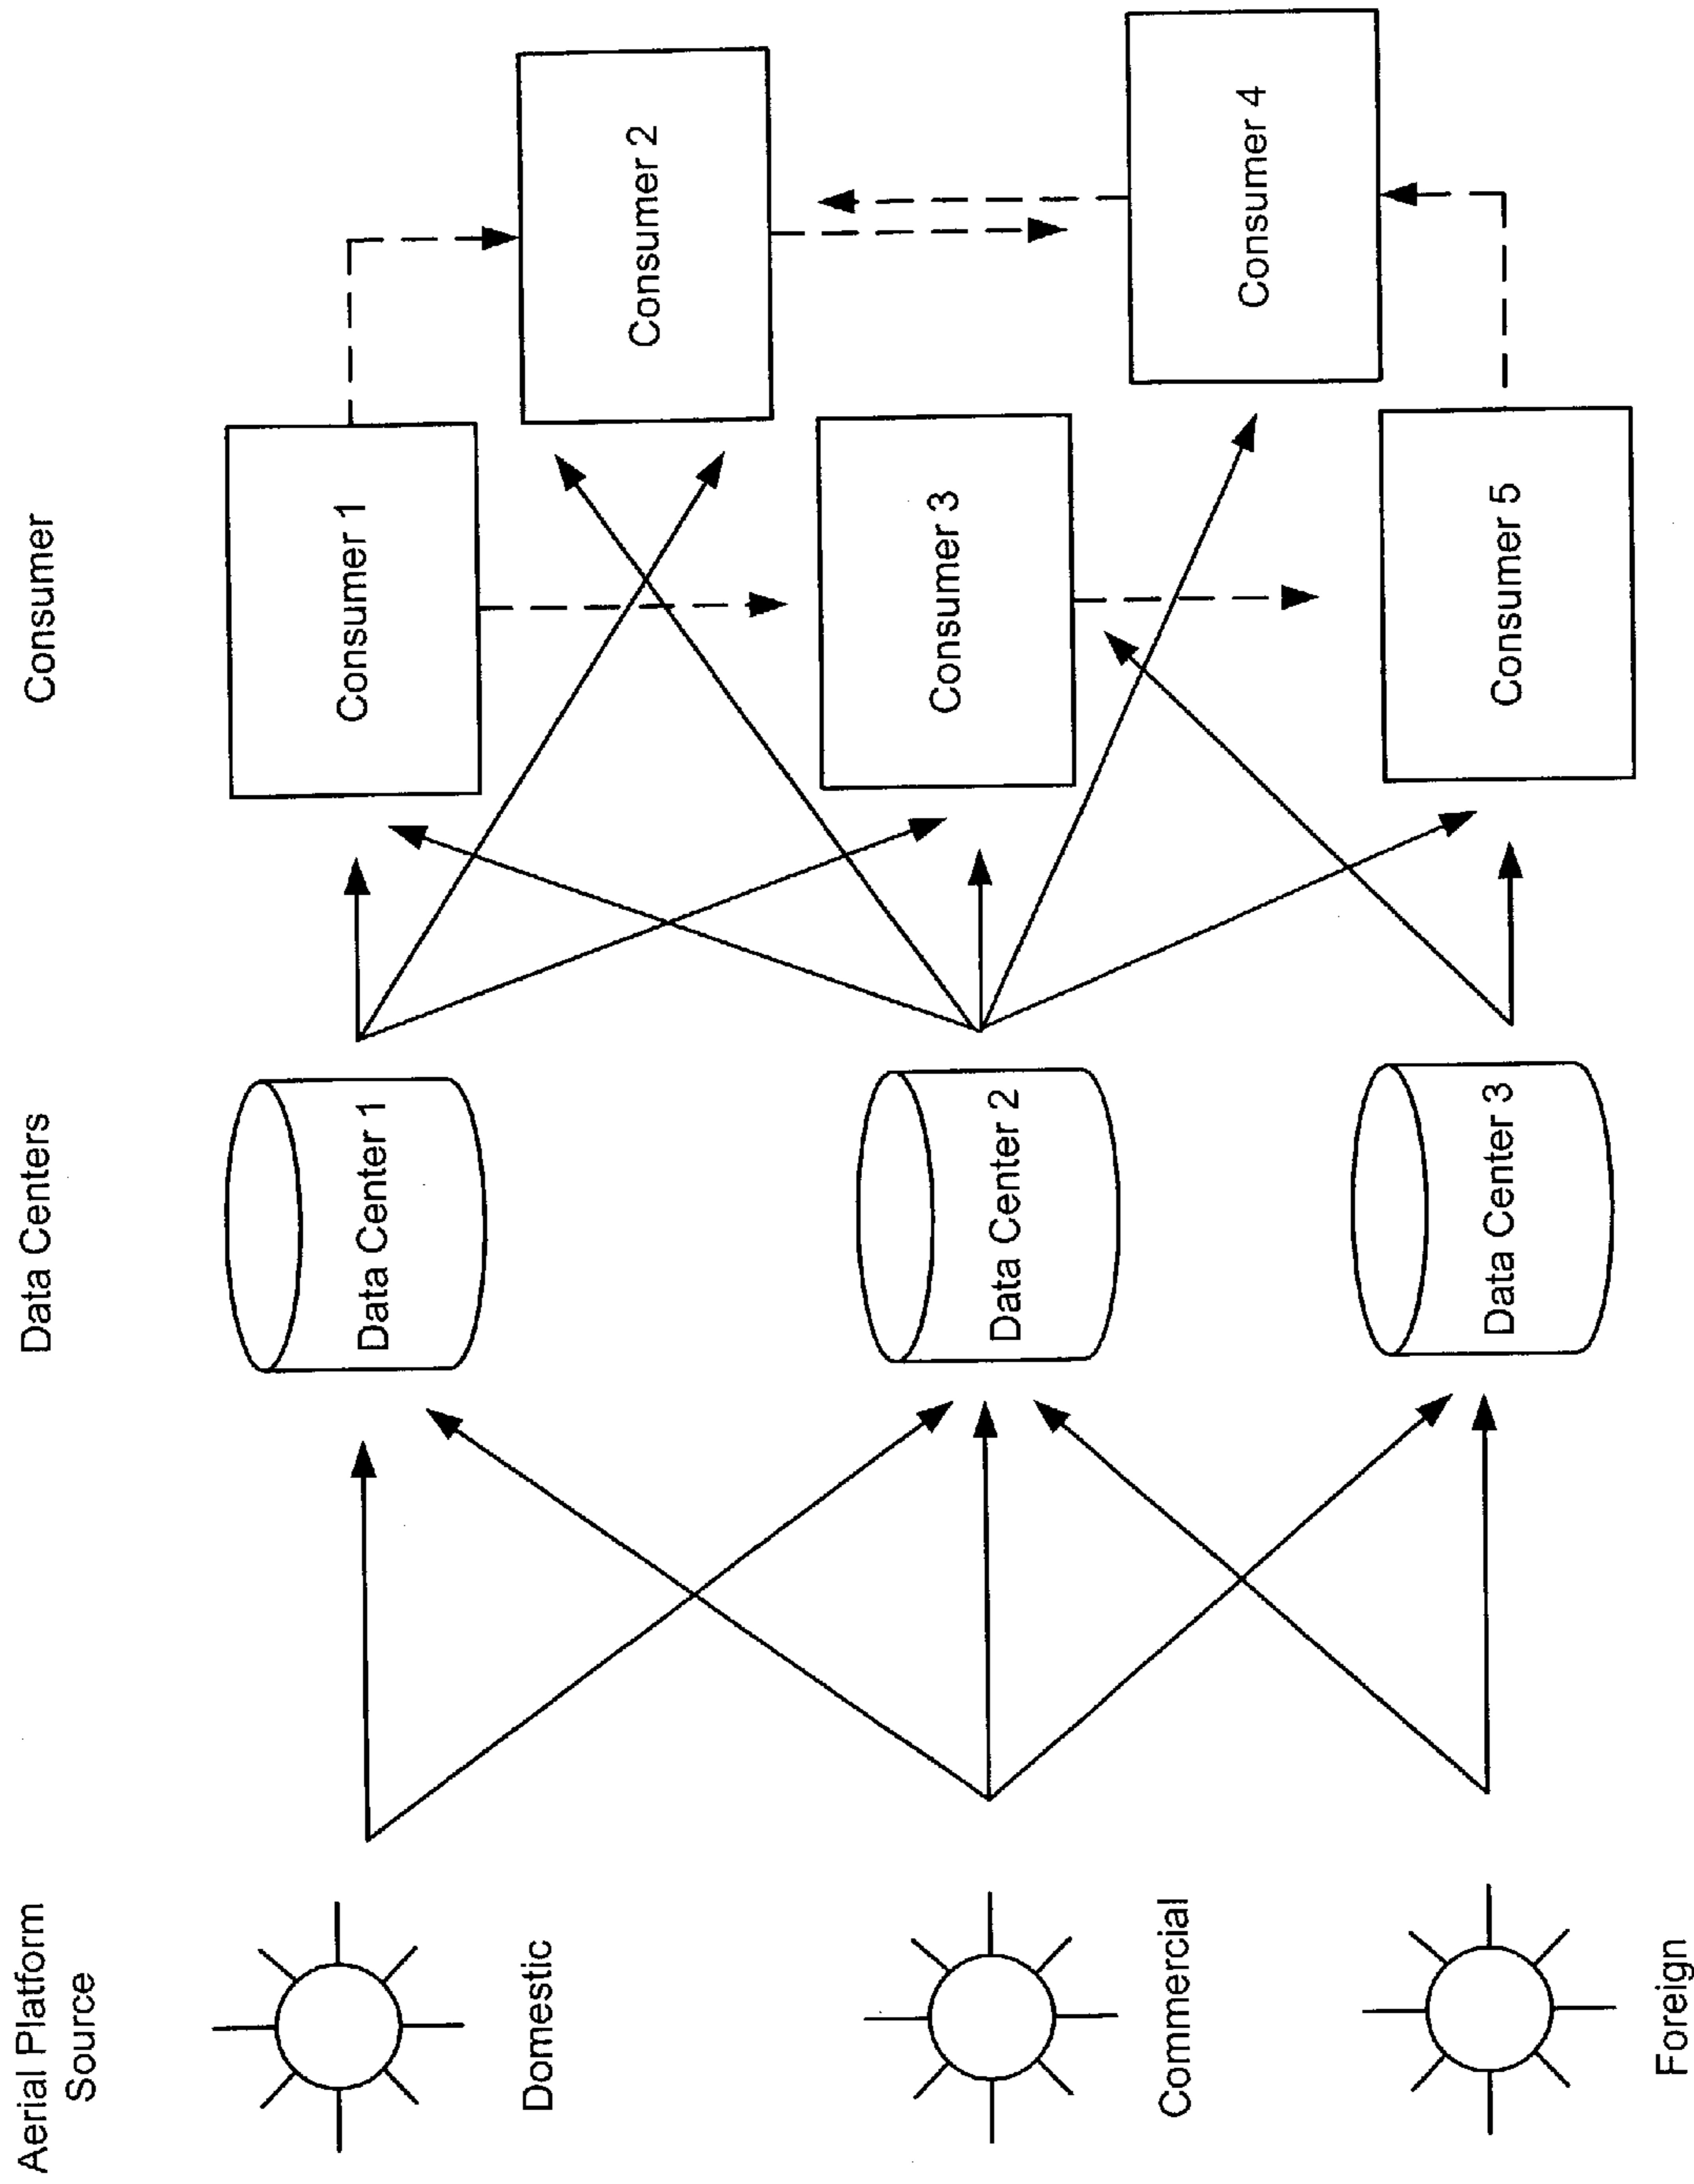 Aerial Platform
Source
Data Centers
Consumer
Domestic
Data Center 1
Consumer 1
Consumer 2
Commercial
Data Center 2
Consumer 3
Consumer 4
Foreign
Data Center 3
Consumer 5